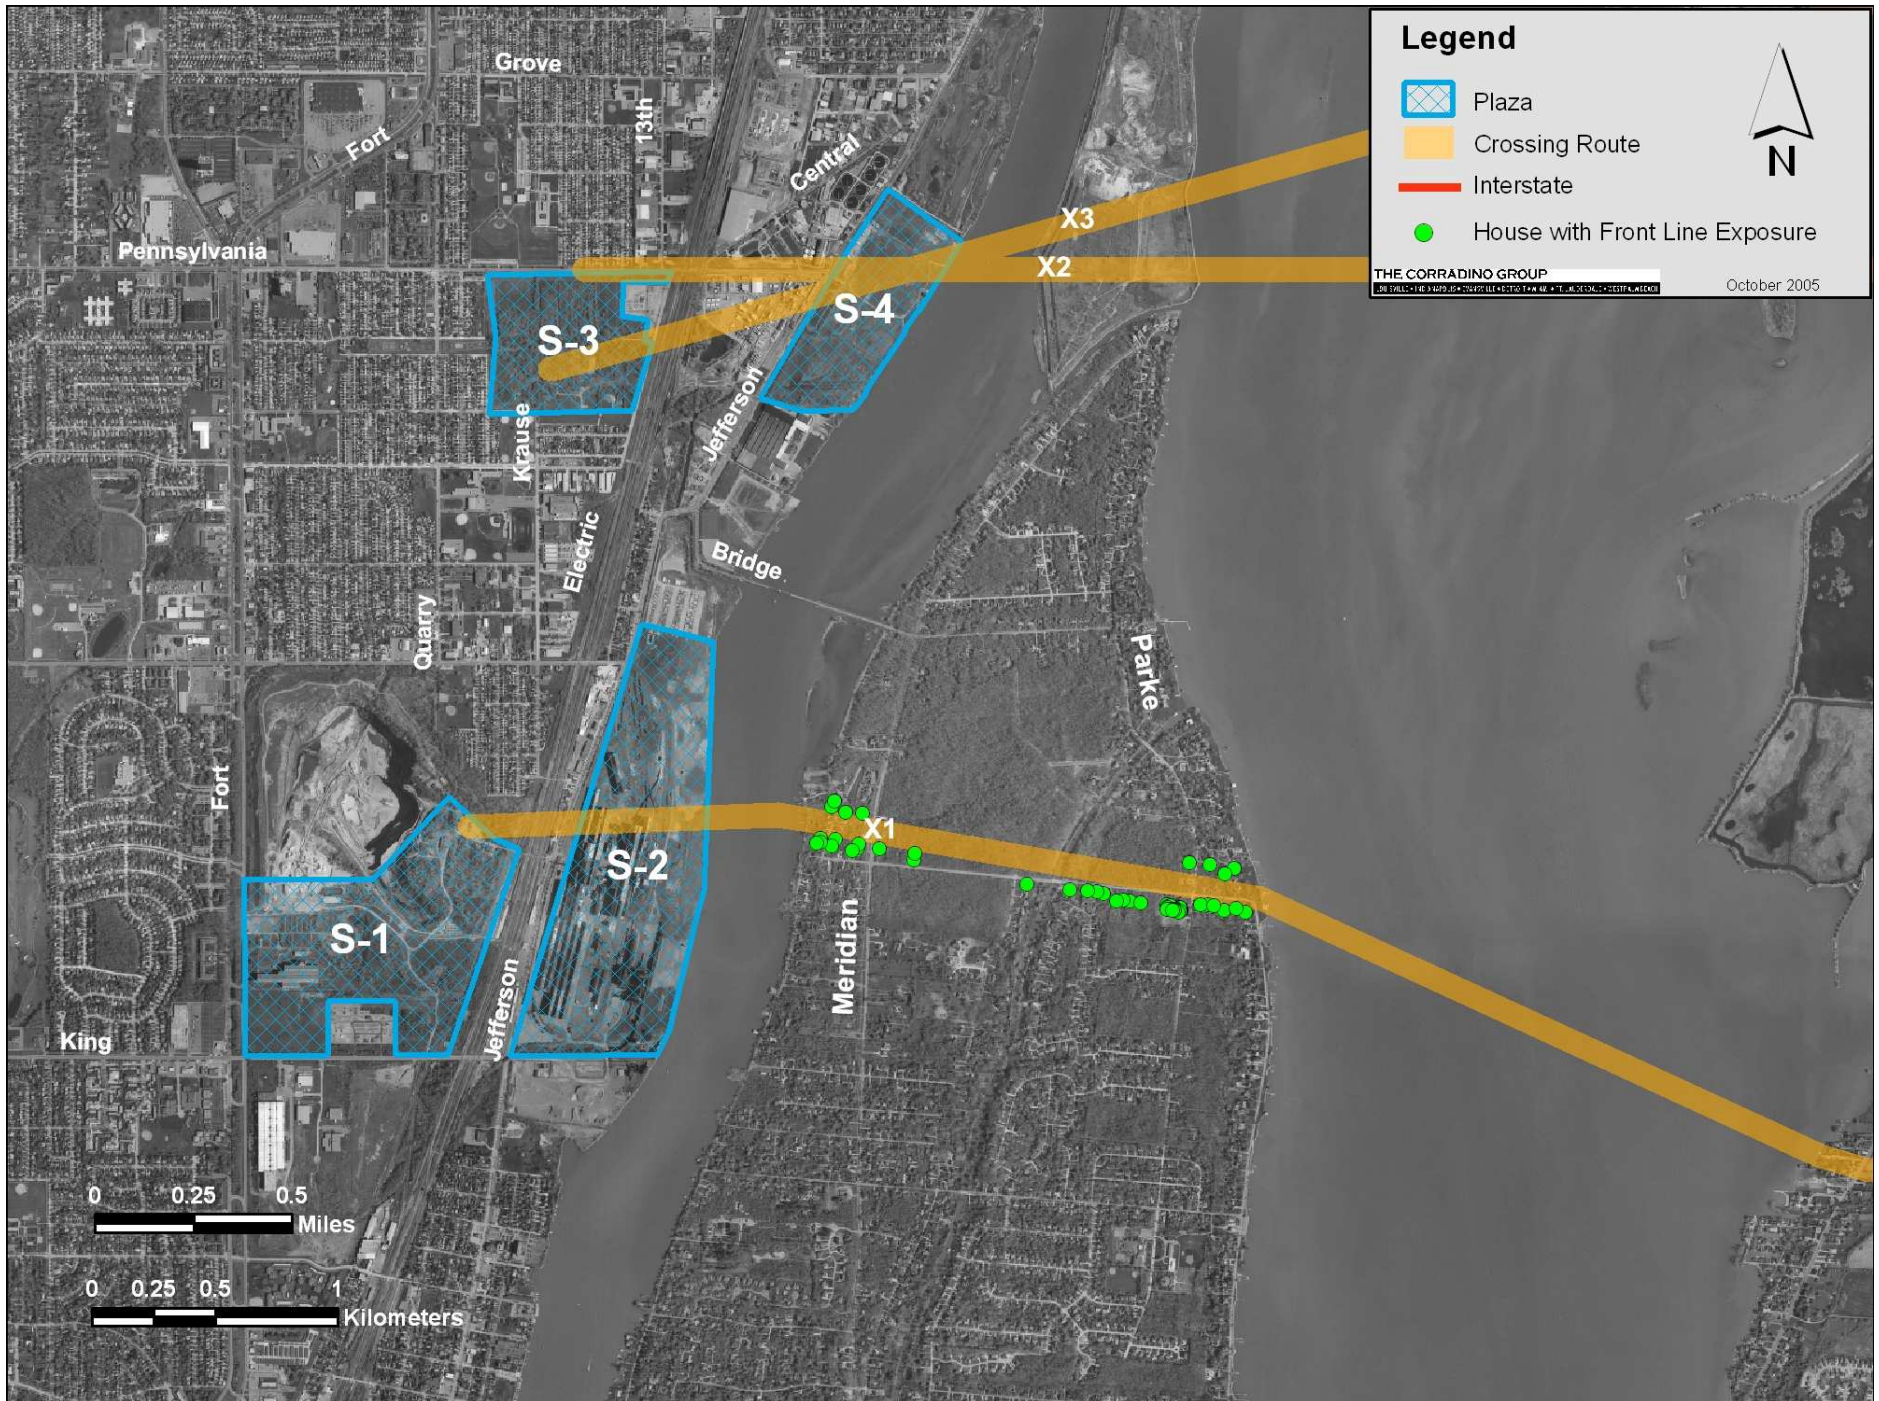 Legend
Plaza
Crossing Route
Interstate
House with Front Line Exposure
N
THE CORRADINO GROUP
October 2005
Grove
13th
Fort
Central
Pennsylvania
X3
X2
S-4
S-3
Jefferson
Krause
Electric
Bridge
Quarry
Parke
Fort
X1
S-2
S-1
Meridian
Jefferson
King
0 0.25 0.5
Miles
0 0.25 0.5 1
Kilometers